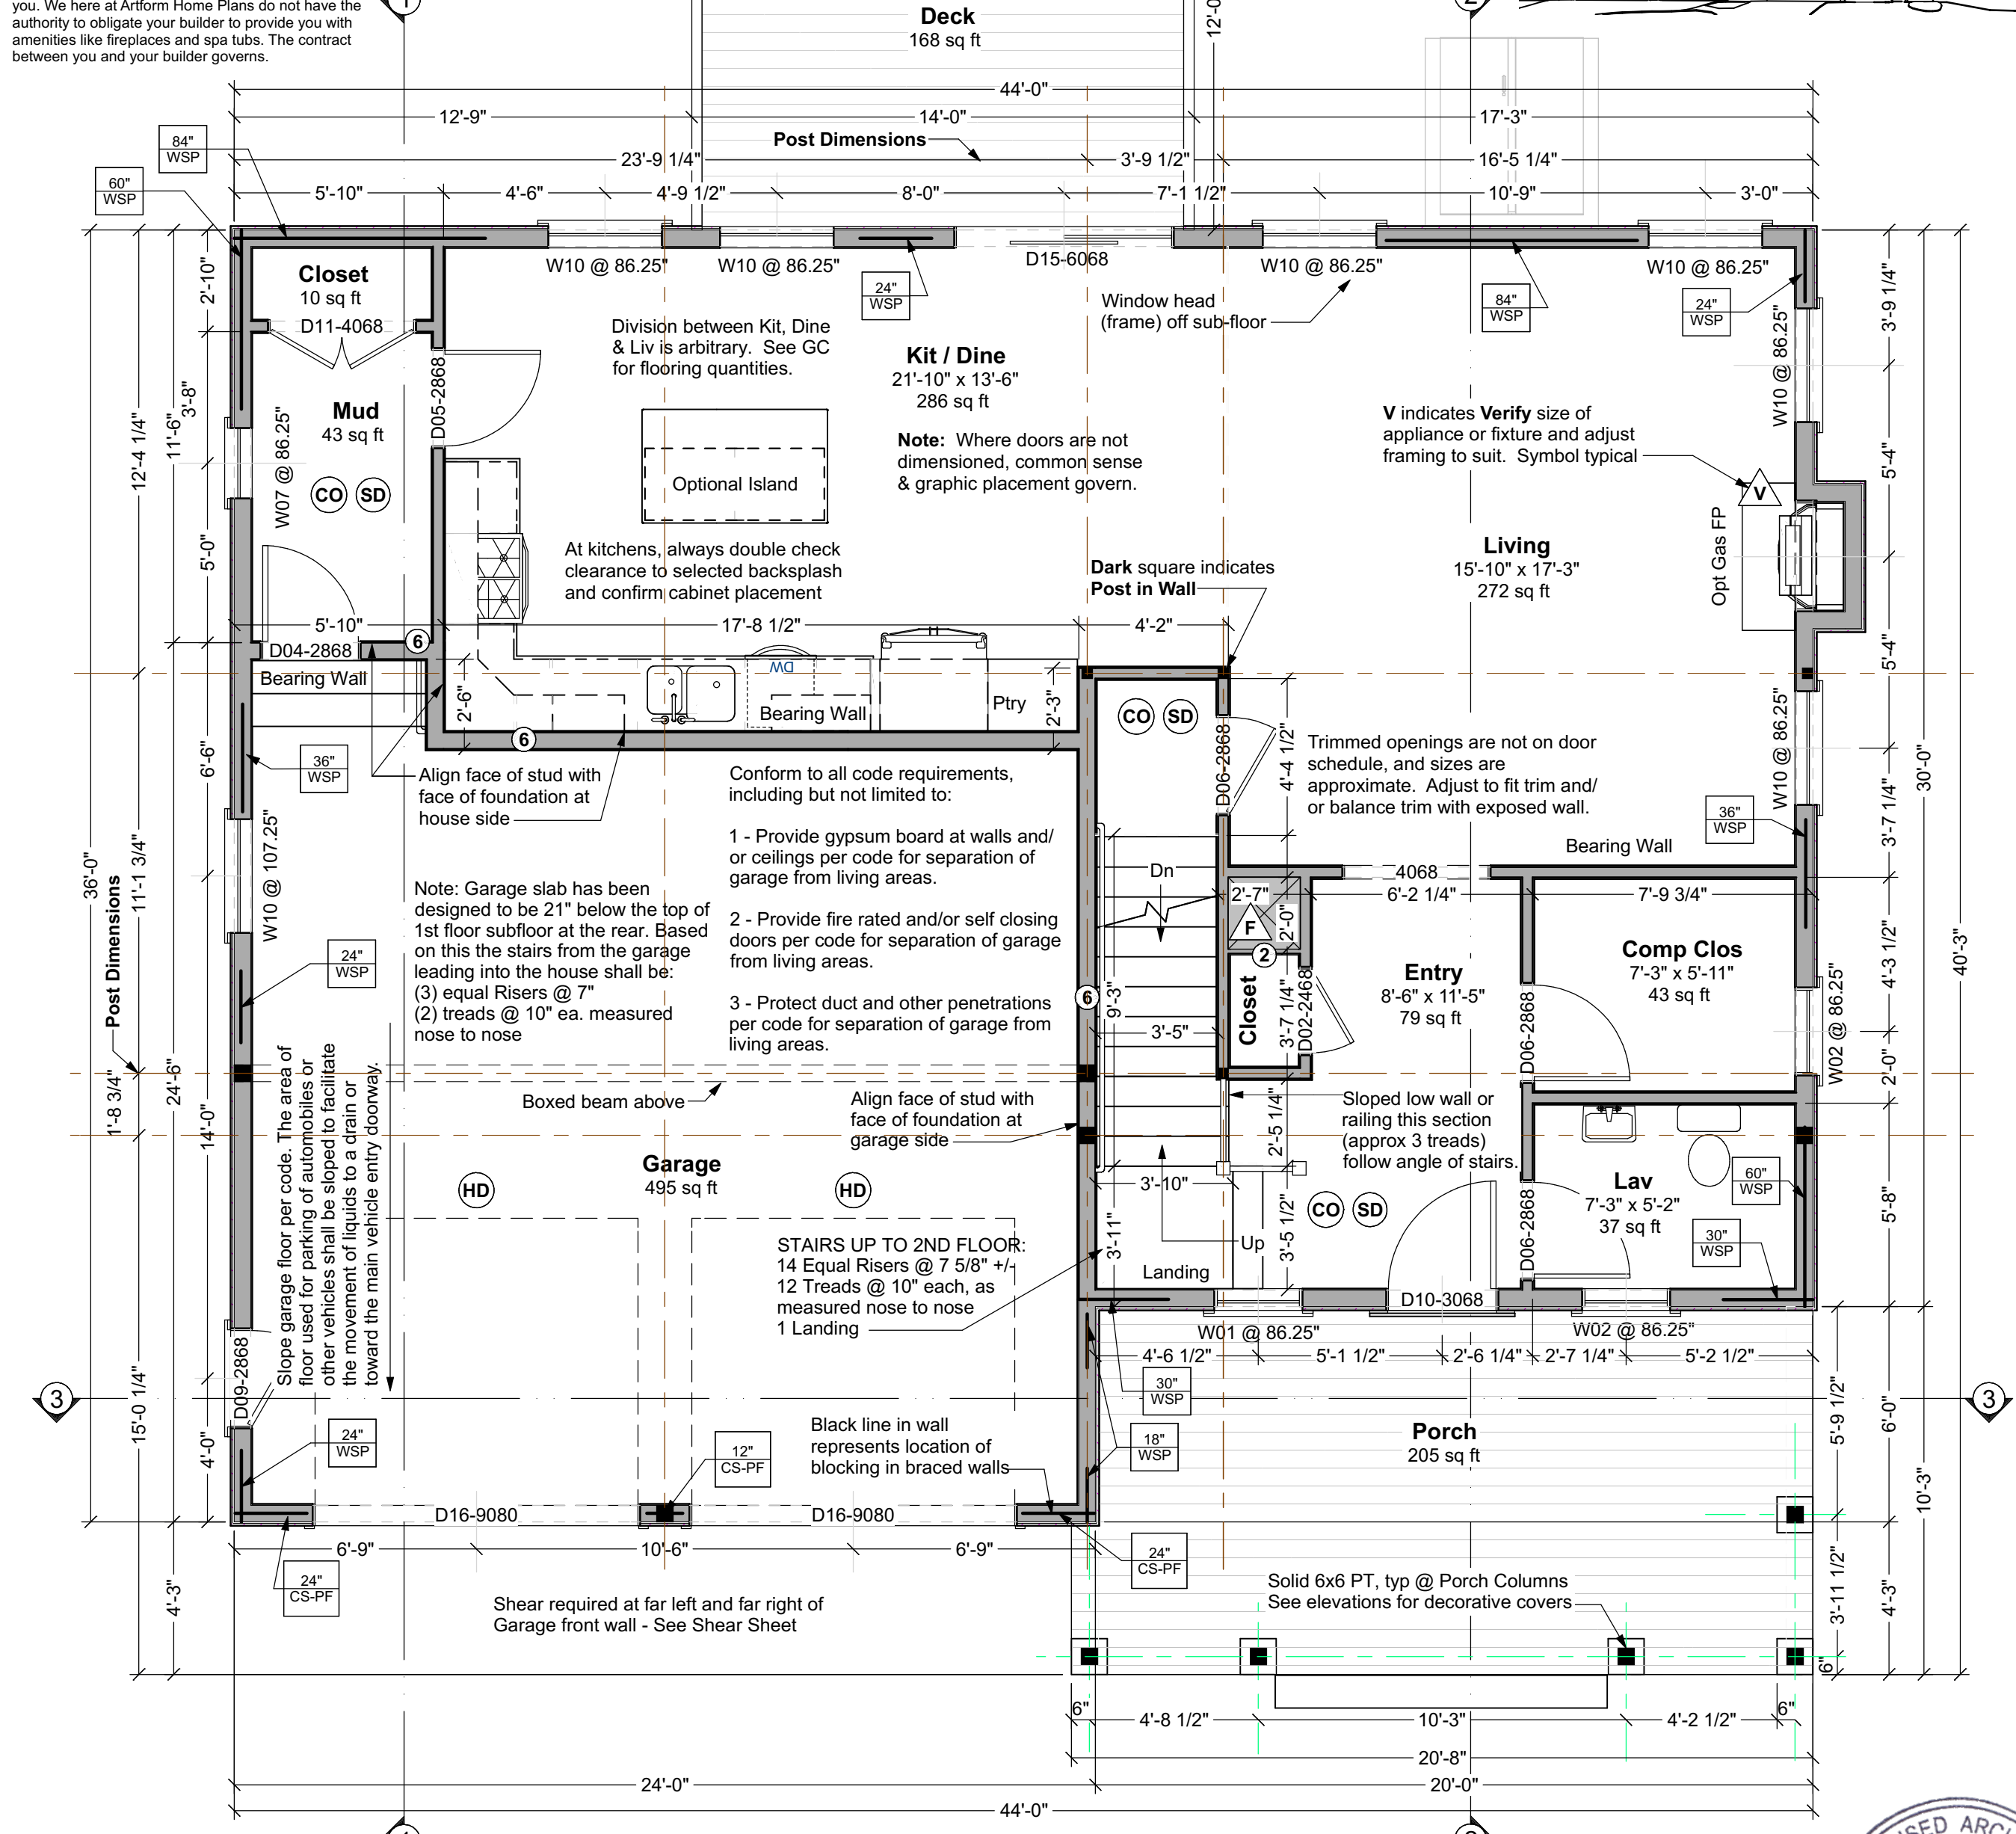 you. We here at Artform Home Plans do not have the
authority to obligate your builder to provide you with
amenities like fireplaces and spa tubs. The contract
between you and your builder governs.
1
2
Deck
168 sq ft
12'-0
44'-0"
12'-9"
14'-0"
17'-3"
Post Dimensions
23'-9 1/4"
3'-9 1/2"
16'-5 1/4"
5'-10"
4'-6"
4'-9 1/2"
8'-0"
7'-1 1/2"
10'-9"
3'-0"
84"
WSP
60"
WSP
Closet
10 sq ft
D11-4068
W10 @ 86.25"
W10 @ 86.25"
D15-6068
W10 @ 86.25"
W10 @ 86.25"
24"
WSP
84"
WSP
24"
WSP
Window head
(frame) off sub-floor
Division between Kit, Dine
& Liv is arbitrary.  See GC
for flooring quantities.
Kit / Dine
21'-10" x 13'-6"
286 sq ft
Note:  Where doors are not
dimensioned, common sense
& graphic placement govern.
Mud
43 sq ft
D05-2868
W07 @ 86.25"
CO
SD
Optional Island
At kitchens, always double check
clearance to selected backsplash
and confirm cabinet placement
V indicates Verify size of
appliance or fixture and adjust
framing to suit.  Symbol typical
V
W10 @ 86.25"
Opt Gas FP
Living
15'-10" x 17'-3"
272 sq ft
Dark square indicates
Post in Wall
2'-10"
3'-8"
5'-0"
6'-6"
14'-0"
4'-0"
11'-6"
24'-6"
4'-3"
12'-4 1/4"
11'-1 3/4"
1'-8 3/4"
15'-0 1/4"
36'-0"
Post Dimensions
3'-9 1/4"
5'-4"
5'-4"
3'-7 1/4"
4'-3 1/2"
2'-0"
5'-8"
6'-0"
4'-3"
30'-0"
10'-3"
40'-3"
5'-10"
17'-8 1/2"
4'-2"
D04-2868
6
Bearing Wall
2'-6"
DW
Bearing Wall
Ptry
2'-3"
6
36"
WSP
Align face of stud with
face of foundation at
house side
W10 @ 107.25"
CO
SD
D06-2868
4'-4 1/2"
Trimmed openings are not on door
schedule, and sizes are
approximate.  Adjust to fit trim and/
or balance trim with exposed wall.
W10 @ 86.25"
36"
WSP
Bearing Wall
Conform to all code requirements,
including but not limited to:
1 - Provide gypsum board at walls and/
or ceilings per code for separation of
garage from living areas.
2 - Provide fire rated and/or self closing
doors per code for separation of garage
from living areas.
3 - Protect duct and other penetrations
per code for separation of garage from
living areas.
Note: Garage slab has been
designed to be 21" below the top of
1st floor subfloor at the rear. Based
on this the stairs from the garage
leading into the house shall be:
(3) equal Risers @ 7"
(2) treads @ 10" ea. measured
nose to nose
24"
WSP
Dn
4068
2'-7"
6'-2 1/4"
7'-9 3/4"
F
2'-0"
2
Closet
3'-7 1/4"
D02-2468
Entry
8'-6" x 11'-5"
79 sq ft
Comp Clos
7'-3" x 5'-11"
43 sq ft
D06-2868
W02 @ 86.25"
6
9'-3"
3'-5"
Boxed beam above
Align face of stud with
face of foundation at
garage side
2'-5 1/4"
Sloped low wall or
railing this section
(approx 3 treads)
follow angle of stairs.
Slope garage floor per code. The area of
floor used for parking of automobiles or
other vehicles shall be sloped to facilitate
the movement of liquids to a drain or
toward the main vehicle entry doorway.
Garage
495 sq ft
HD
HD
3'-10"
3'-11"
Up
Landing
3'-5 1/2"
CO
SD
D06-2868
Lav
7'-3" x 5'-2"
37 sq ft
60"
WSP
30"
WSP
STAIRS UP TO 2ND FLOOR:
14 Equal Risers @ 7 5/8" +/-
12 Treads @ 10" each, as
measured nose to nose
1 Landing
D10-3068
W01 @ 86.25"
W02 @ 86.25"
4'-6 1/2"
5'-1 1/2"
2'-6 1/4"
2'-7 1/4"
5'-2 1/2"
D09-2868
3
3
30"
WSP
18"
WSP
24"
WSP
12"
CS-PF
Black line in wall
represents location of
blocking in braced walls
Porch
205 sq ft
5'-9 1/2"
3'-11 1/2"
6"
D16-9080
D16-9080
6'-9"
10'-6"
6'-9"
24"
CS-PF
24"
CS-PF
Shear required at far left and far right of
Garage front wall - See Shear Sheet
Solid 6x6 PT, typ @ Porch Columns
See elevations for decorative covers
6"
4'-8 1/2"
10'-3"
4'-2 1/2"
6"
20'-8"
24'-0"
20'-0"
44'-0"